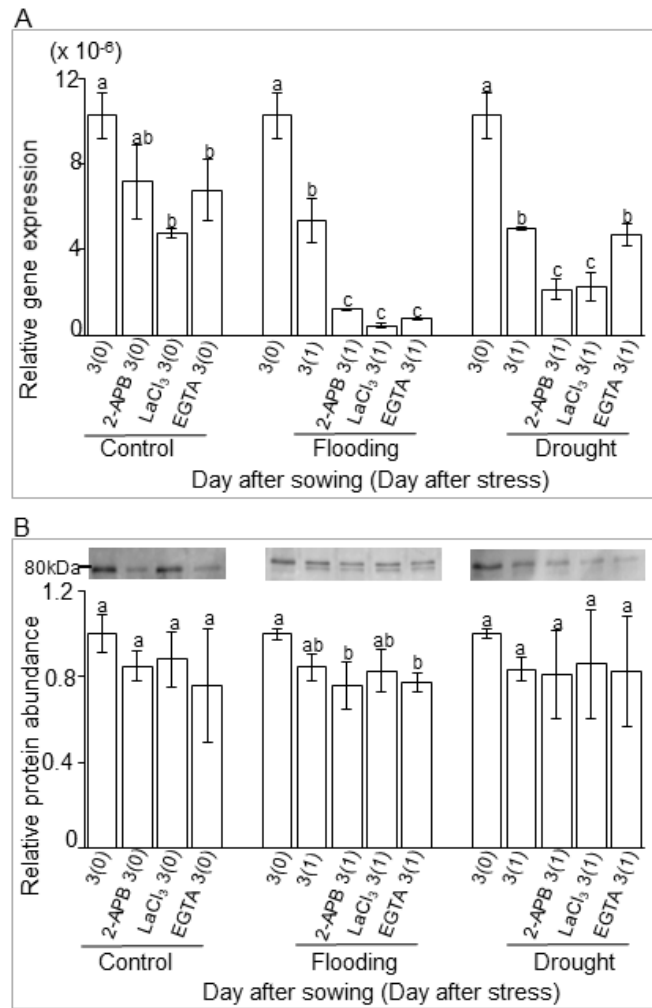 A
(x 10⁻⁶)
12
8
4
0
Relative gene expression
a
ab
b
b
a
b
c
c
c
a
b
c
c
b
3(0)
2-APB 3(0)
LaCl₃ 3(0)
EGTA 3(0)
3(0)
3(1)
2-APB 3(1)
LaCl₃ 3(1)
EGTA 3(1)
3(0)
3(1)
2-APB 3(1)
LaCl₃ 3(1)
EGTA 3(1)
Control
Flooding
Drought
Day after sowing (Day after stress)
B
80kDa
1.2
0.8
0.4
0
Relative protein abundance
a
a
a
a
a
ab
b
ab
b
a
a
a
a
a
3(0)
2-APB 3(0)
LaCl₃ 3(0)
EGTA 3(0)
3(0)
3(1)
2-APB 3(1)
LaCl₃ 3(1)
EGTA 3(1)
3(0)
3(1)
2-APB 3(1)
LaCl₃ 3(1)
EGTA 3(1)
Control
Flooding
Drought
Day after sowing (Day after stress)